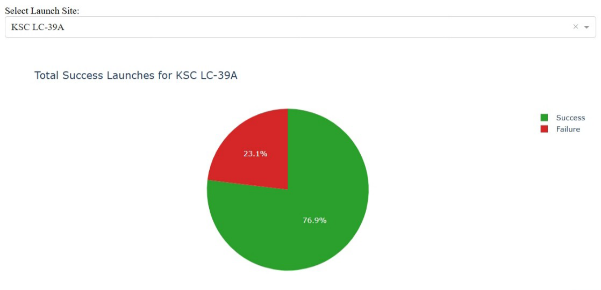 Select Launch Site:
KSC LC-39A
Total Success Launches for KSC LC-39A
Success
Failure
23.1%
76.9%